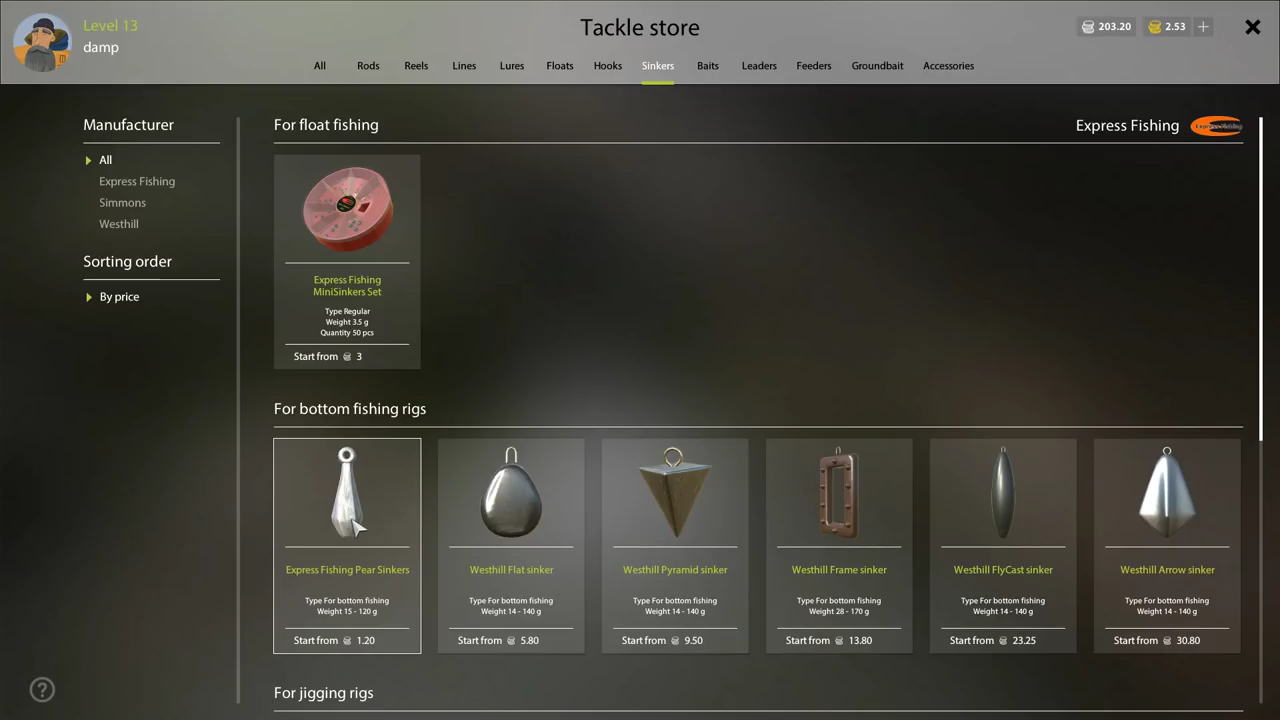 Level 13
damp
Tackle store
203.20
2.53
All Rods Reels Lines Lures Floats Hooks Sinkers Baits Leaders Feeders Groundbait Accessories
Manufacturer
All
Express Fishing
Simmons
Westhill
Sorting order
By price
For float fishing
Express Fishing
Express Fishing
Express Fishing
MiniSinkers Set
Type Regular
Weight 3.5 g
Quantity 50 pcs
Start from 3
For bottom fishing rigs
Express Fishing Pear Sinkers
Type For bottom fishing
Weight 15 - 120 g
Start from 1.20
Westhill Flat sinker
Type For bottom fishing
Weight 14 - 140 g
Start from 5.80
Westhill Pyramid sinker
Type For bottom fishing
Weight 14 - 140 g
Start from 9.50
Westhill Frame sinker
Type For bottom fishing
Weight 28 - 170 g
Start from 13.80
Westhill FlyCast sinker
Type For bottom fishing
Weight 14 - 140 g
Start from 23.25
Westhill Arrow sinker
Type For bottom fishing
Weight 14 - 140 g
Start from 30.80
For jigging rigs